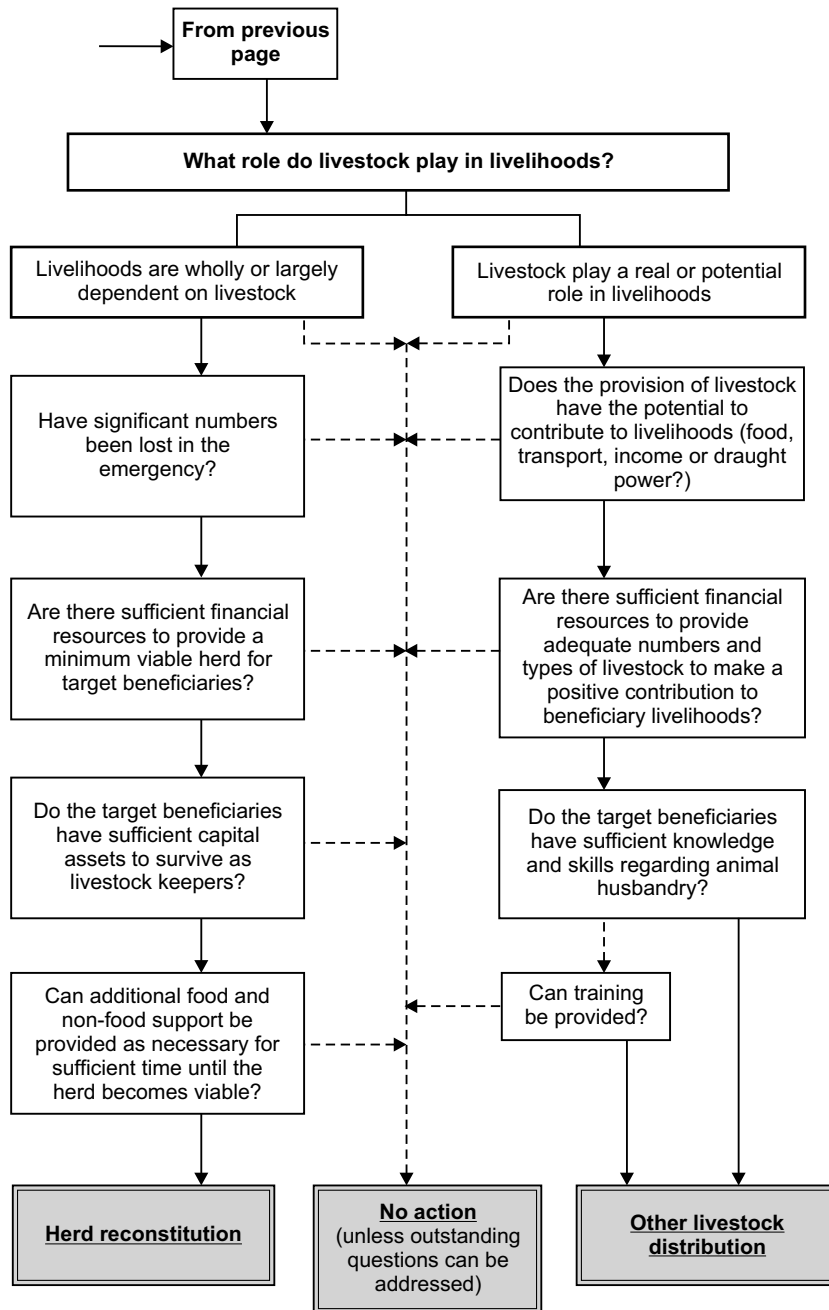 From previous
page
What role do livestock play in livelihoods?
Livelihoods are wholly or largely
dependent on livestock
Livestock play a real or potential
role in livelihoods
Have significant numbers
been lost in the
emergency?
Does the provision of livestock
have the potential to
contribute to livelihoods (food,
transport, income or draught
power?)
Are there sufficient financial
resources to provide a
minimum viable herd for
target beneficiaries?
Are there sufficient financial
resources to provide
adequate numbers and
types of livestock to make a
positive contribution to
beneficiary livelihoods?
Do the target beneficiaries
have sufficient capital
assets to survive as
livestock keepers?
Do the target beneficiaries
have sufficient knowledge
and skills regarding animal
husbandry?
Can additional food and
non-food support be
provided as necessary for
sufficient time until the
herd becomes viable?
Can training
be provided?
Herd reconstitution
No action
(unless outstanding
questions can be
addressed)
Other livestock
distribution